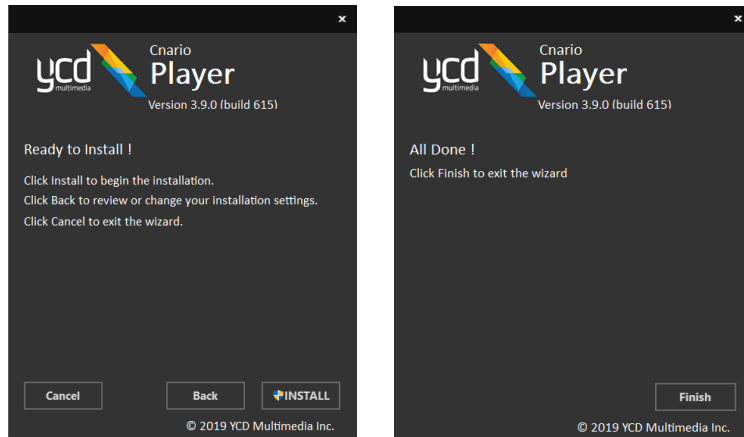 x
ycd
multimedia
Cnario
Player
Version 3.9.0 (build 615)
Ready to Install !
Click Install to begin the installation.
Click Back to review or change your installation settings.
Click Cancel to exit the wizard.
Cancel
Back
INSTALL
© 2019 YCD Multimedia Inc.
x
ycd
multimedia
Cnario
Player
Version 3.9.0 (build 615)
All Done !
Click Finish to exit the wizard
Finish
© 2019 YCD Multimedia Inc.